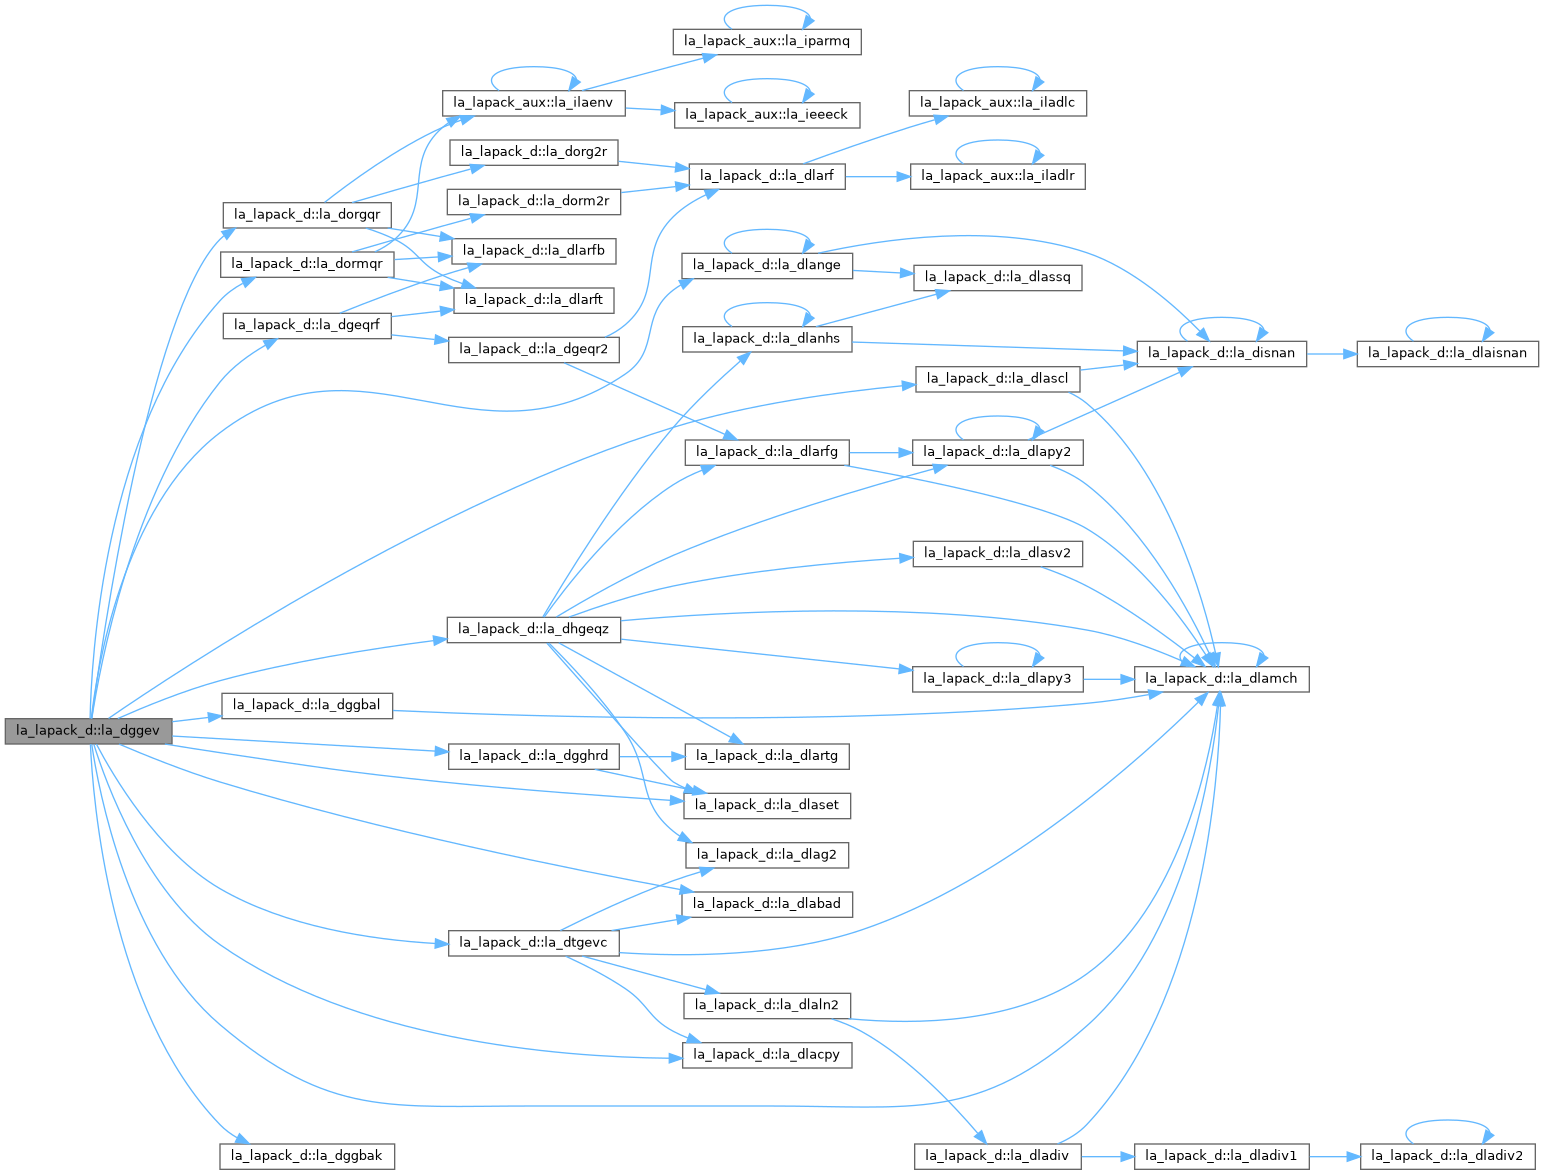 la_lapack_aux::la_iparmq
la_lapack_aux::la_ilaenv
la_lapack_aux::la_iladlc
la_lapack_aux::la_ieeeck
la_lapack_d::la_dorg2r
la_lapack_d::la_dlarf
la_lapack_aux::la_iladlr
la_lapack_d::la_dorm2r
la_lapack_d::la_dorgqr
la_lapack_d::la_dlarfb
la_lapack_d::la_dormqr
la_lapack_d::la_dlange
la_lapack_d::la_dlassq
la_lapack_d::la_dlarft
la_lapack_d::la_dgeqrf
la_lapack_d::la_dlanhs
la_lapack_d::la_dgeqr2
la_lapack_d::la_disnan
la_lapack_d::la_dlaisnan
la_lapack_d::la_dlascl
la_lapack_d::la_dlarfg
la_lapack_d::la_dlapy2
la_lapack_d::la_dlasv2
la_lapack_d::la_dhgeqz
la_lapack_d::la_dlapy3
la_lapack_d::la_dlamch
la_lapack_d::la_dggbal
la_lapack_d::la_dggev
la_lapack_d::la_dgghrd
la_lapack_d::la_dlartg
la_lapack_d::la_dlaset
la_lapack_d::la_dlag2
la_lapack_d::la_dlabad
la_lapack_d::la_dtgevc
la_lapack_d::la_dlaln2
la_lapack_d::la_dlacpy
la_lapack_d::la_dggbak
la_lapack_d::la_dladiv
la_lapack_d::la_dladiv1
la_lapack_d::la_dladiv2